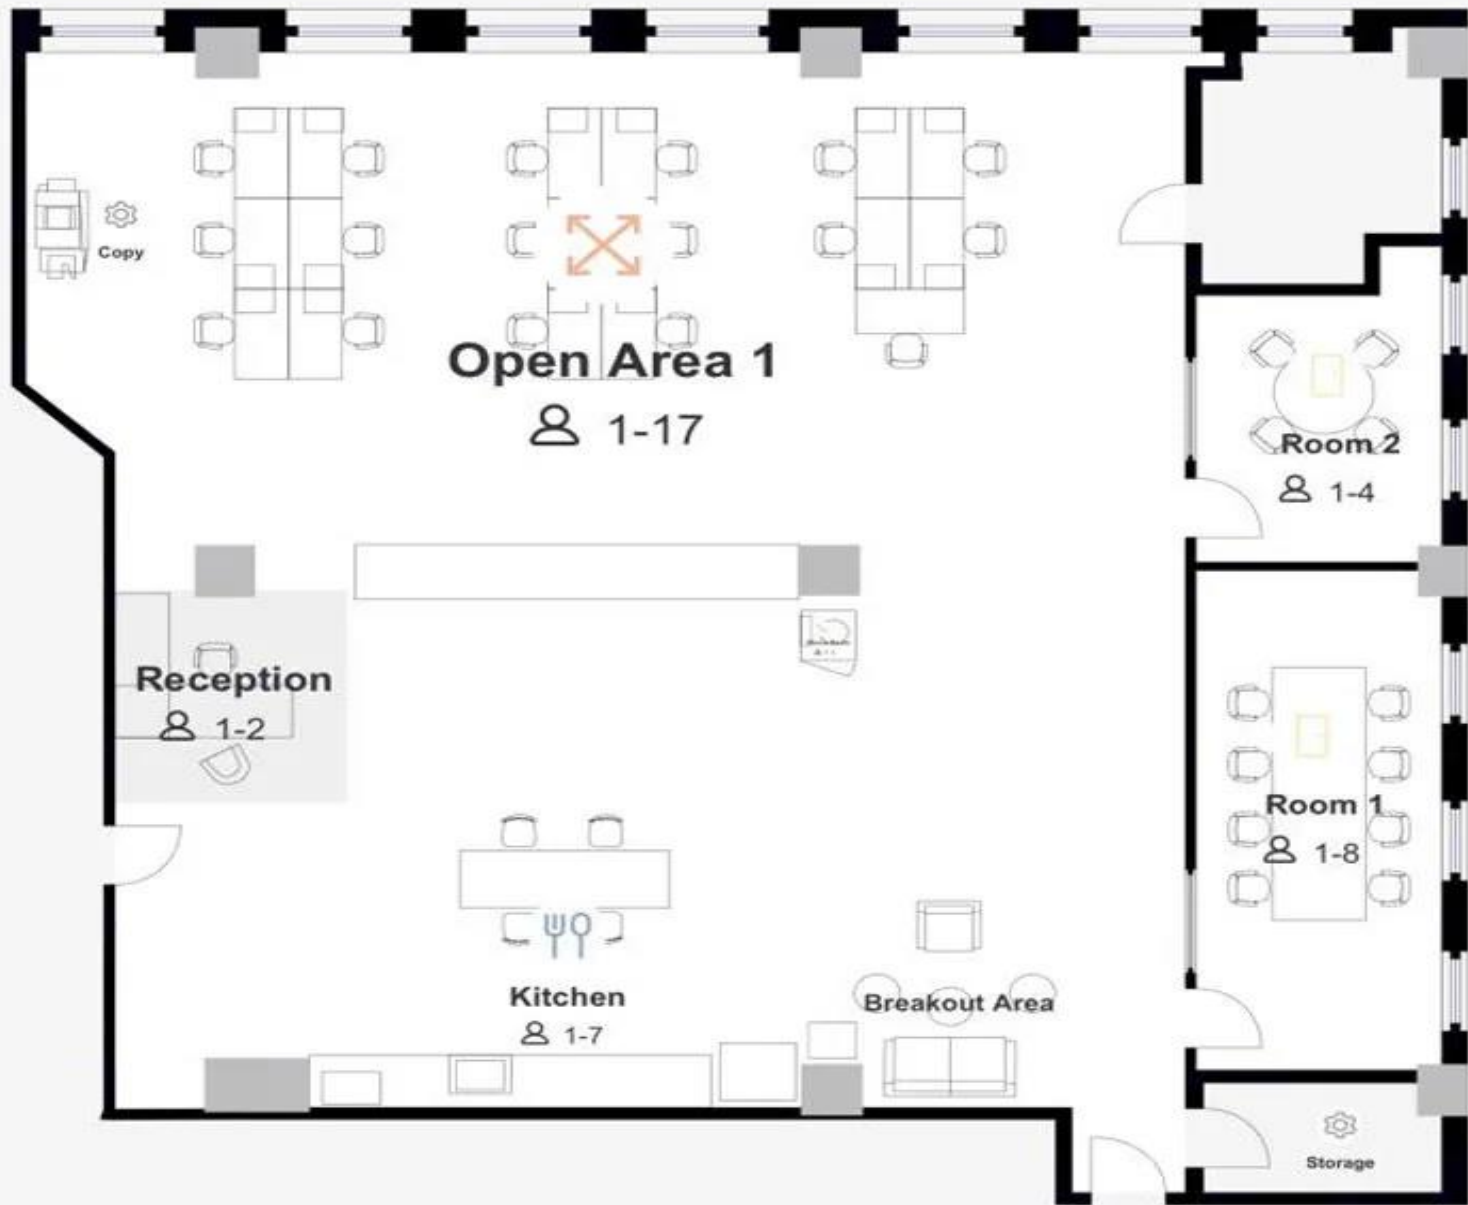 Copy
Open Area 1
1-17
Room 2
1-4
Reception
1-2
Room 1
1-8
Kitchen
1-7
Breakout Area
Storage